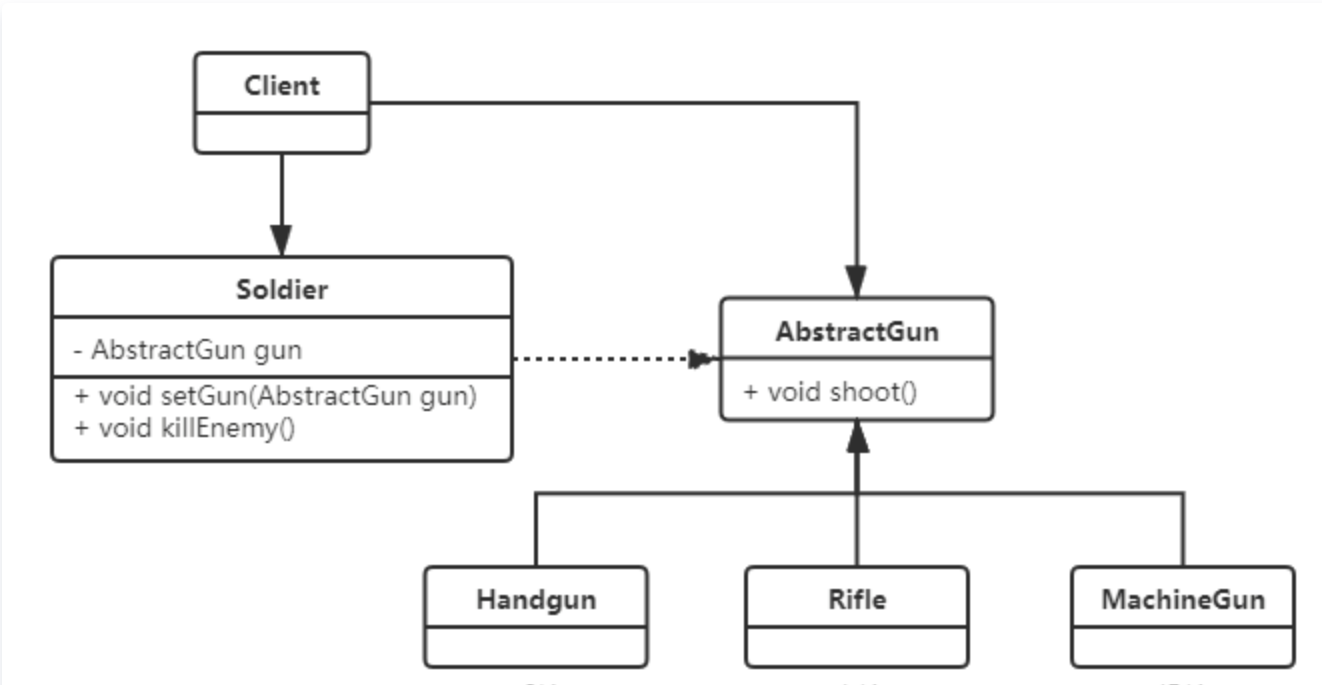 Client
Soldier
- AbstractGun gun
+ void setGun(AbstractGun gun)
+ void killEnemy()
AbstractGun
+ void shoot()
Handgun
Rifle
MachineGun